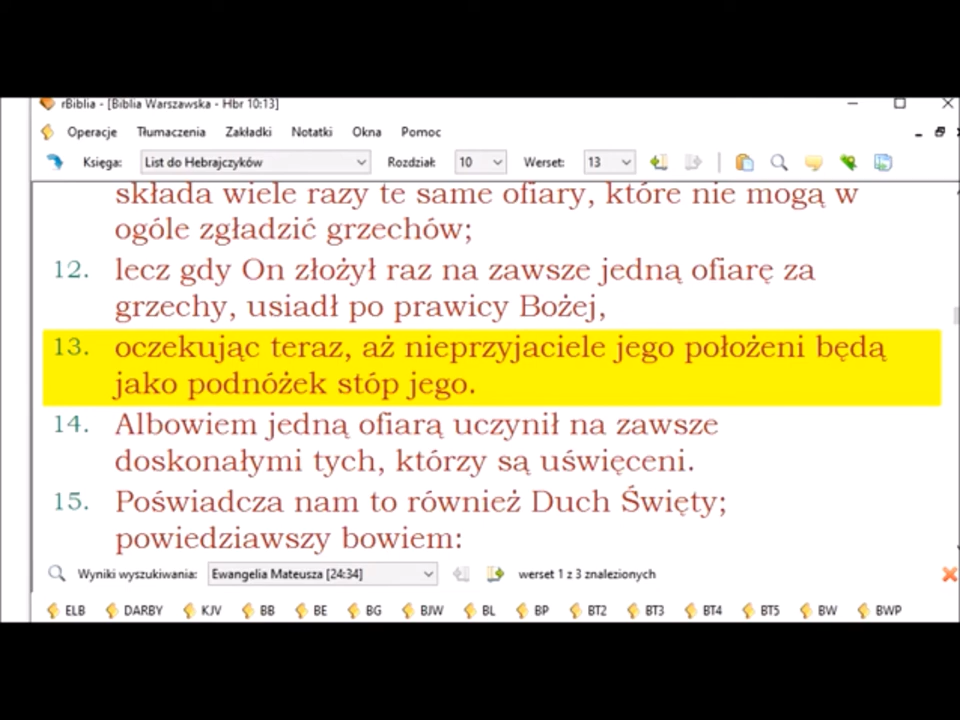 rBiblia - [Biblia Warszawska - Hbr 10:13]
Operacje Tłumaczenia Zakładki Notatki Okna Pomoc
Księga: List do Hebrajczyków Rozdział: 10 Werset: 13
składa wiele razy te same ofiary, które nie mogą w
ogóle zgładzić grzechów;
12. lecz gdy On złożył raz na zawsze jedną ofiarę za
grzechy, usiadł po prawicy Bożej,
13. oczekując teraz, aż nieprzyjaciele jego położeni będą
jako podnóżek stóp jego.
14. Albowiem jedną ofiarą uczynił na zawsze
doskonałymi tych, którzy są uświęceni.
15. Poświadcza nam to również Duch Święty;
powiedziawszy bowiem:
Wyniki wyszukiwania: Ewangelia Mateusza [24:34] werset 1 z 3 znalezionych
ELB DARBY KJV BB BE BG BJW BL BP BT2 BT3 BT4 BT5 BW BWP